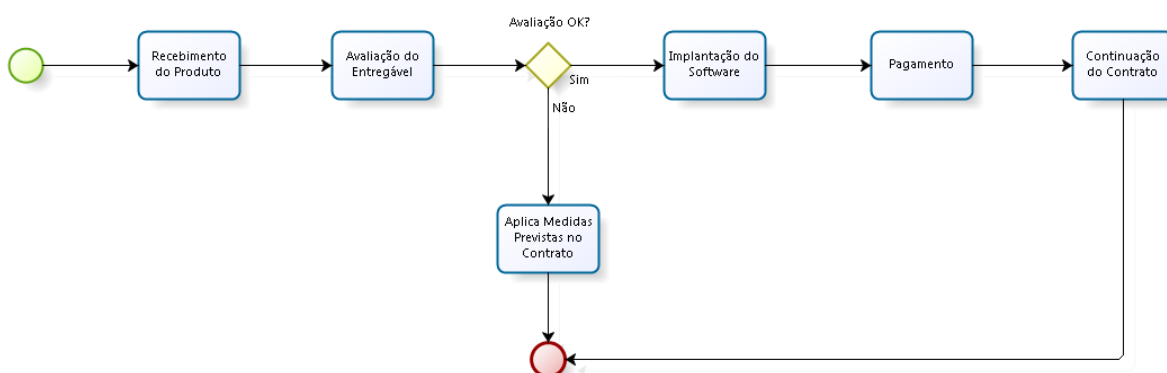 Avaliação OK?
Recebimento
do Produto
Avaliação do
Entregável
Sim
Não
Implantação do
Software
Pagamento
Continuação
do Contrato
Aplica Medidas
Previstas no
Contrato